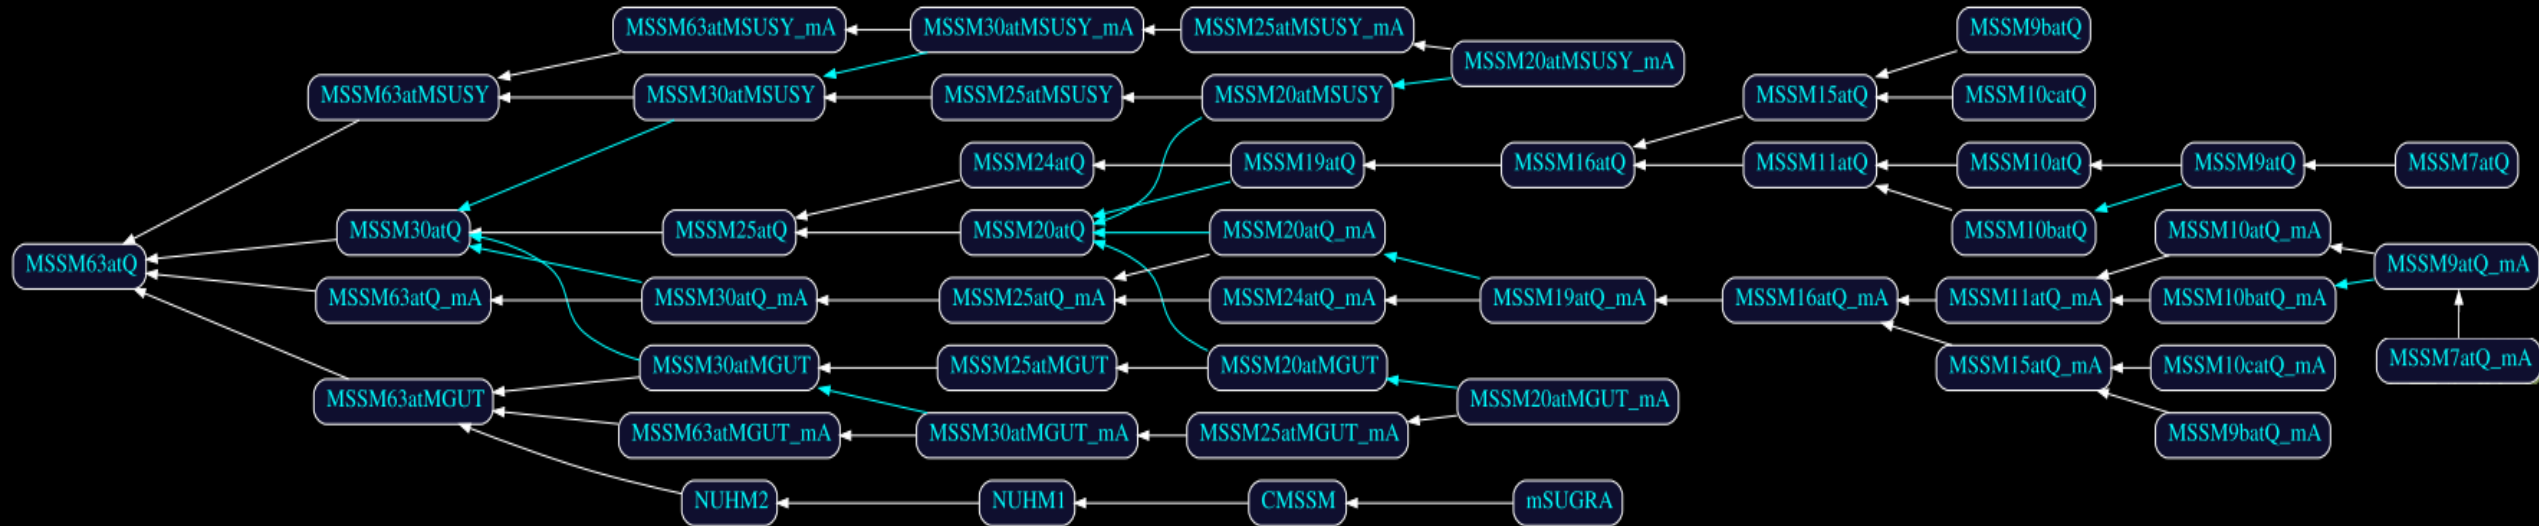 MSSM63atMSUSY_mA
MSSM30atMSUSY_mA
MSSM25atMSUSY_mA
MSSM9batQ
MSSM20atMSUSY_mA
MSSM63atMSUSY
MSSM30atMSUSY
MSSM25atMSUSY
MSSM20atMSUSY
MSSM15atQ
MSSM10catQ
MSSM24atQ
MSSM19atQ
MSSM16atQ
MSSM11atQ
MSSM10atQ
MSSM9atQ
MSSM7atQ
MSSM30atQ
MSSM25atQ
MSSM20atQ
MSSM20atQ_mA
MSSM10batQ
MSSM10atQ_mA
MSSM63atQ
MSSM9atQ_mA
MSSM63atQ_mA
MSSM30atQ_mA
MSSM25atQ_mA
MSSM24atQ_mA
MSSM19atQ_mA
MSSM16atQ_mA
MSSM11atQ_mA
MSSM10batQ_mA
MSSM30atMGUT
MSSM25atMGUT
MSSM20atMGUT
MSSM15atQ_mA
MSSM10catQ_mA
MSSM7atQ_mA
MSSM63atMGUT
MSSM20atMGUT_mA
MSSM63atMGUT_mA
MSSM30atMGUT_mA
MSSM25atMGUT_mA
MSSM9batQ_mA
NUHM2
NUHM1
CMSSM
mSUGRA